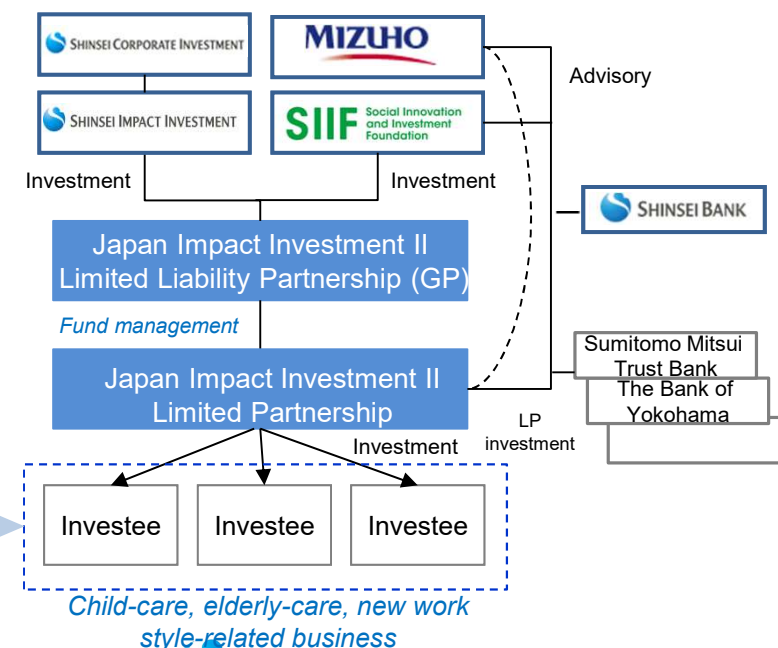 SHINSEI CORPORATE INVESTMENT
MIZUHO
Advisory
SHINSEI IMPACT INVESTMENT
SIIF
Social Innovation
and Investment
Foundation
Investment
Investment
SHINSEI BANK
Japan Impact Investment II
Limited Liability Partnership (GP)
Fund management
Sumitomo Mitsui
Trust Bank
The Bank of
Yokohama
Japan Impact Investment II
Limited Partnership
LP
investment
Investment
Investee
Investee
Investee
Child-care, elderly-care, new work
style-related business